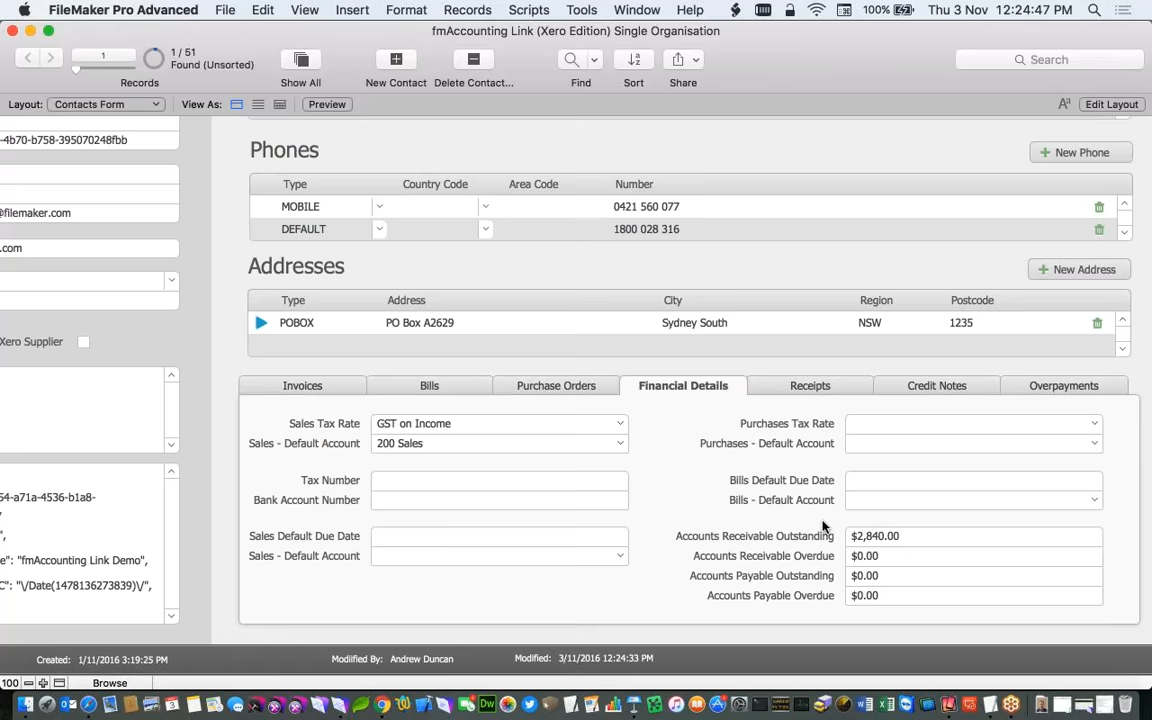 FileMaker Pro Advanced File Edit View Insert Format Records Scripts Tools Window Help 100% Thu 3 Nov 12:24:47 PM
fmAccounting Link (Xero Edition) Single Organisation
1 1 / 51
Found (Unsorted)
Search
Records Show All New Contact Delete Contact... Find Sort Share
Layout: Contacts Form View As: Preview Edit Layout
-4b70-b758-395070248fbb
Phones New Phone
Type Country Code Area Code Number
MOBILE 0421 560 077
@filemaker.com
DEFAULT 1800 028 316
.com
Addresses New Address
Type Address City Region Postcode
POBOX PO Box A2629 Sydney South NSW 1235
Xero Supplier
Invoices Bills Purchase Orders Financial Details Receipts Credit Notes Overpayments
Sales Tax Rate GST on Income Purchases Tax Rate
Sales - Default Account 200 Sales Purchases - Default Account
Tax Number Bills Default Due Date
Bank Account Number Bills - Default Account
54-a71a-4536-b1a8-
",
Sales Default Due Date Accounts Receivable Outstanding $2,840.00
Sales - Default Account Accounts Receivable Overdue $0.00
e": "fmAccounting Link Demo",
Accounts Payable Outstanding $0.00
C": "\/Date(1478136273839)\/",
Accounts Payable Overdue $0.00
Created: 1/11/2016 3:19:25 PM Modified By: Andrew Duncan Modified: 3/11/2016 12:24:33 PM
100 Browse